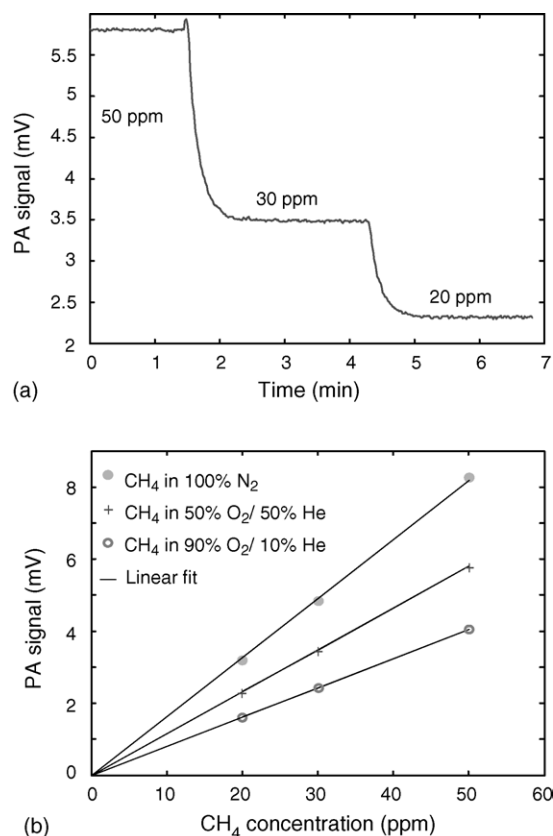 5.5
5
4.5
4
3.5
3
2.5
2
PA signal (mV)
50 ppm
30 ppm
20 ppm
0 1 2 3 4 5 6 7
Time (min)
(a)
8
6
4
2
0
PA signal (mV)
CH₄ in 100% N₂
CH₄ in 50% O₂/ 50% He
CH₄ in 90% O₂/ 10% He
Linear fit
0 10 20 30 40 50 60
CH₄ concentration (ppm)
(b)